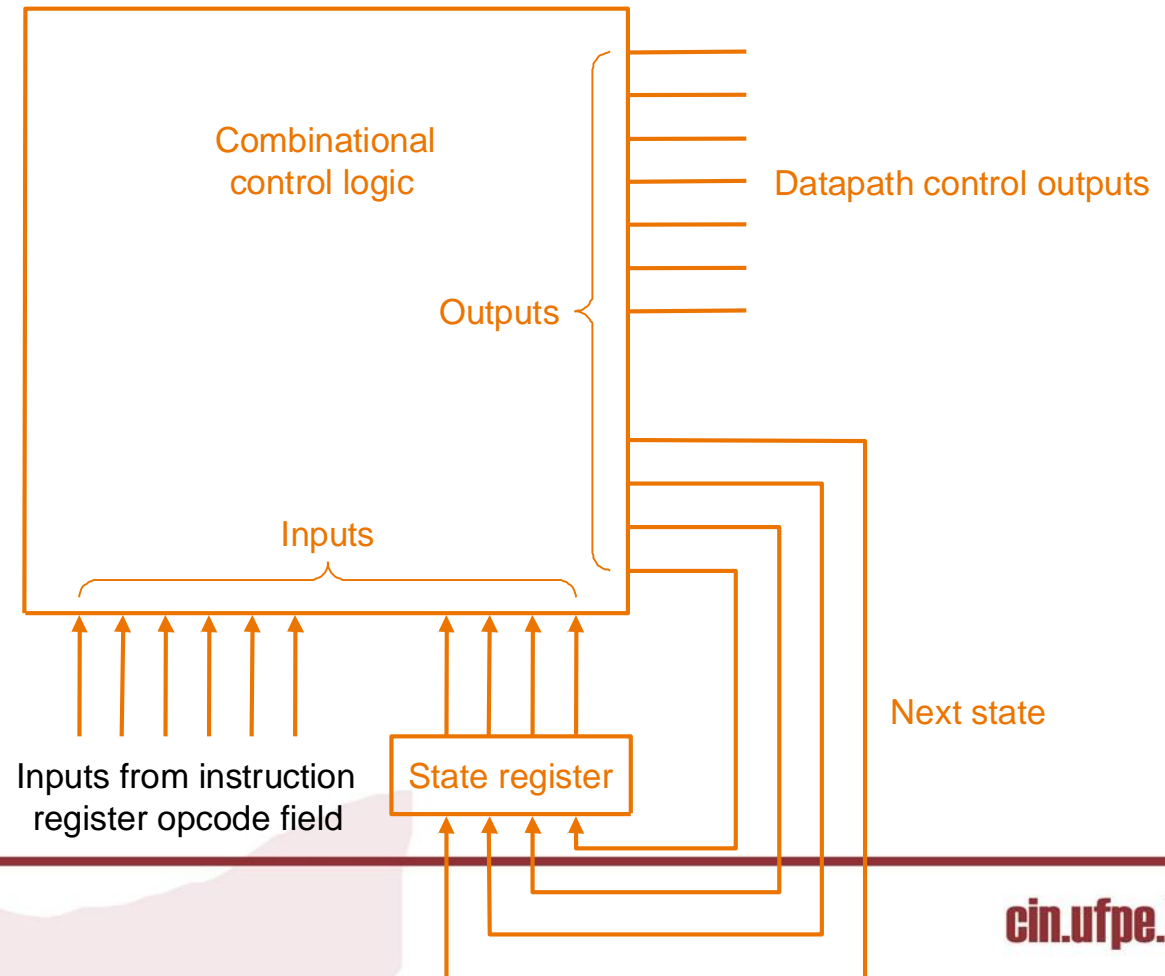 Combinational
control logic
Datapath control outputs
Outputs
Inputs
Next state
Inputs from instruction
register opcode field
State register
cin.ufpe.